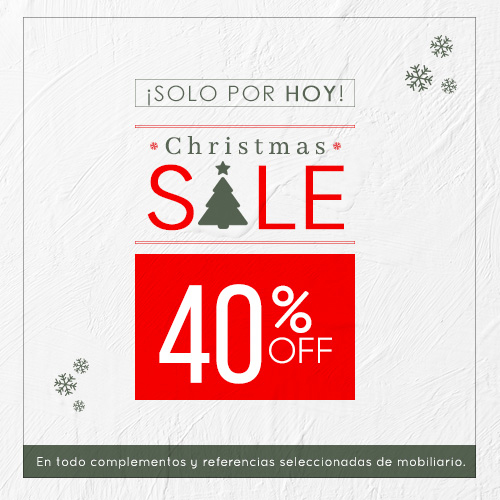 ¡SOLO POR HOY!
Christmas
SALE
40%
OFF
En todo complementos y referencias seleccionadas de mobiliario.